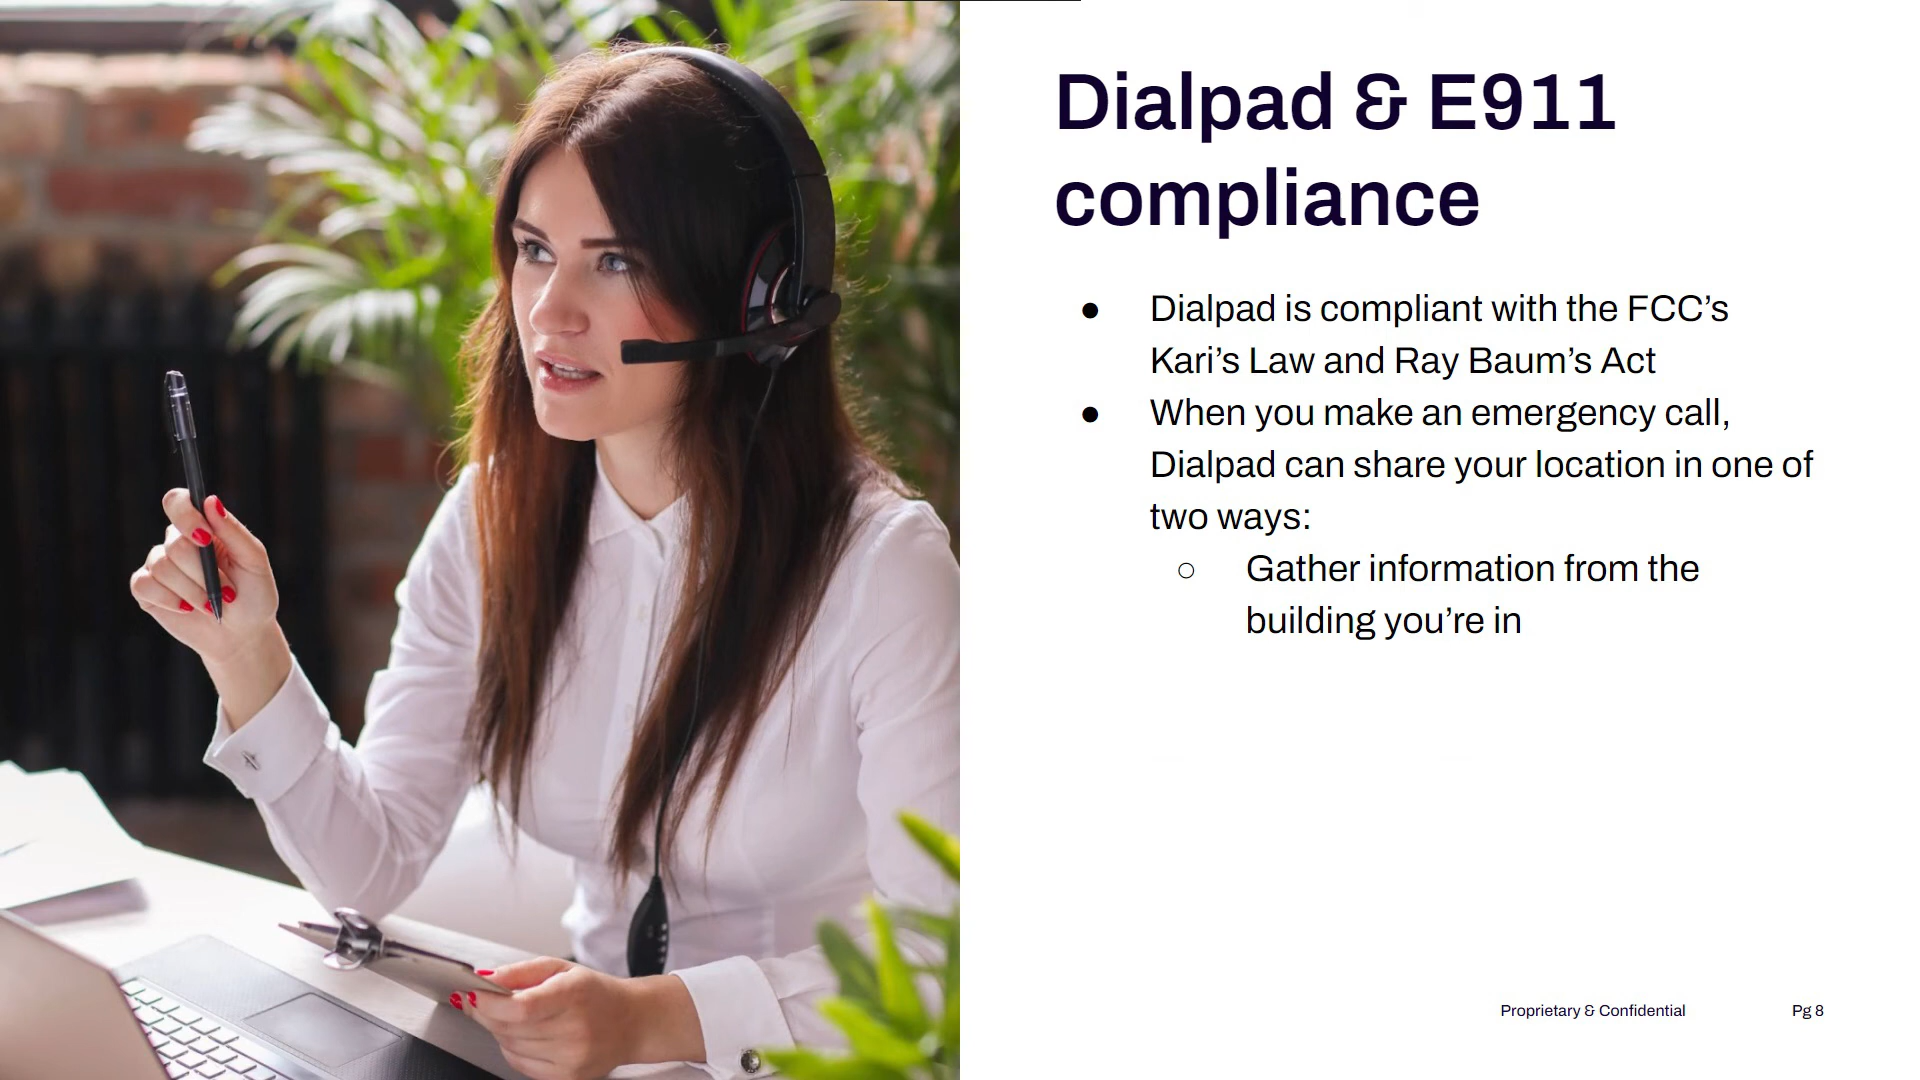 Dialpad & E911
compliance
● Dialpad is compliant with the FCC’s
Kari’s Law and Ray Baum’s Act
● When you make an emergency call,
Dialpad can share your location in one of
two ways:
○ Gather information from the
building you’re in
Proprietary & Confidential
Pg 8